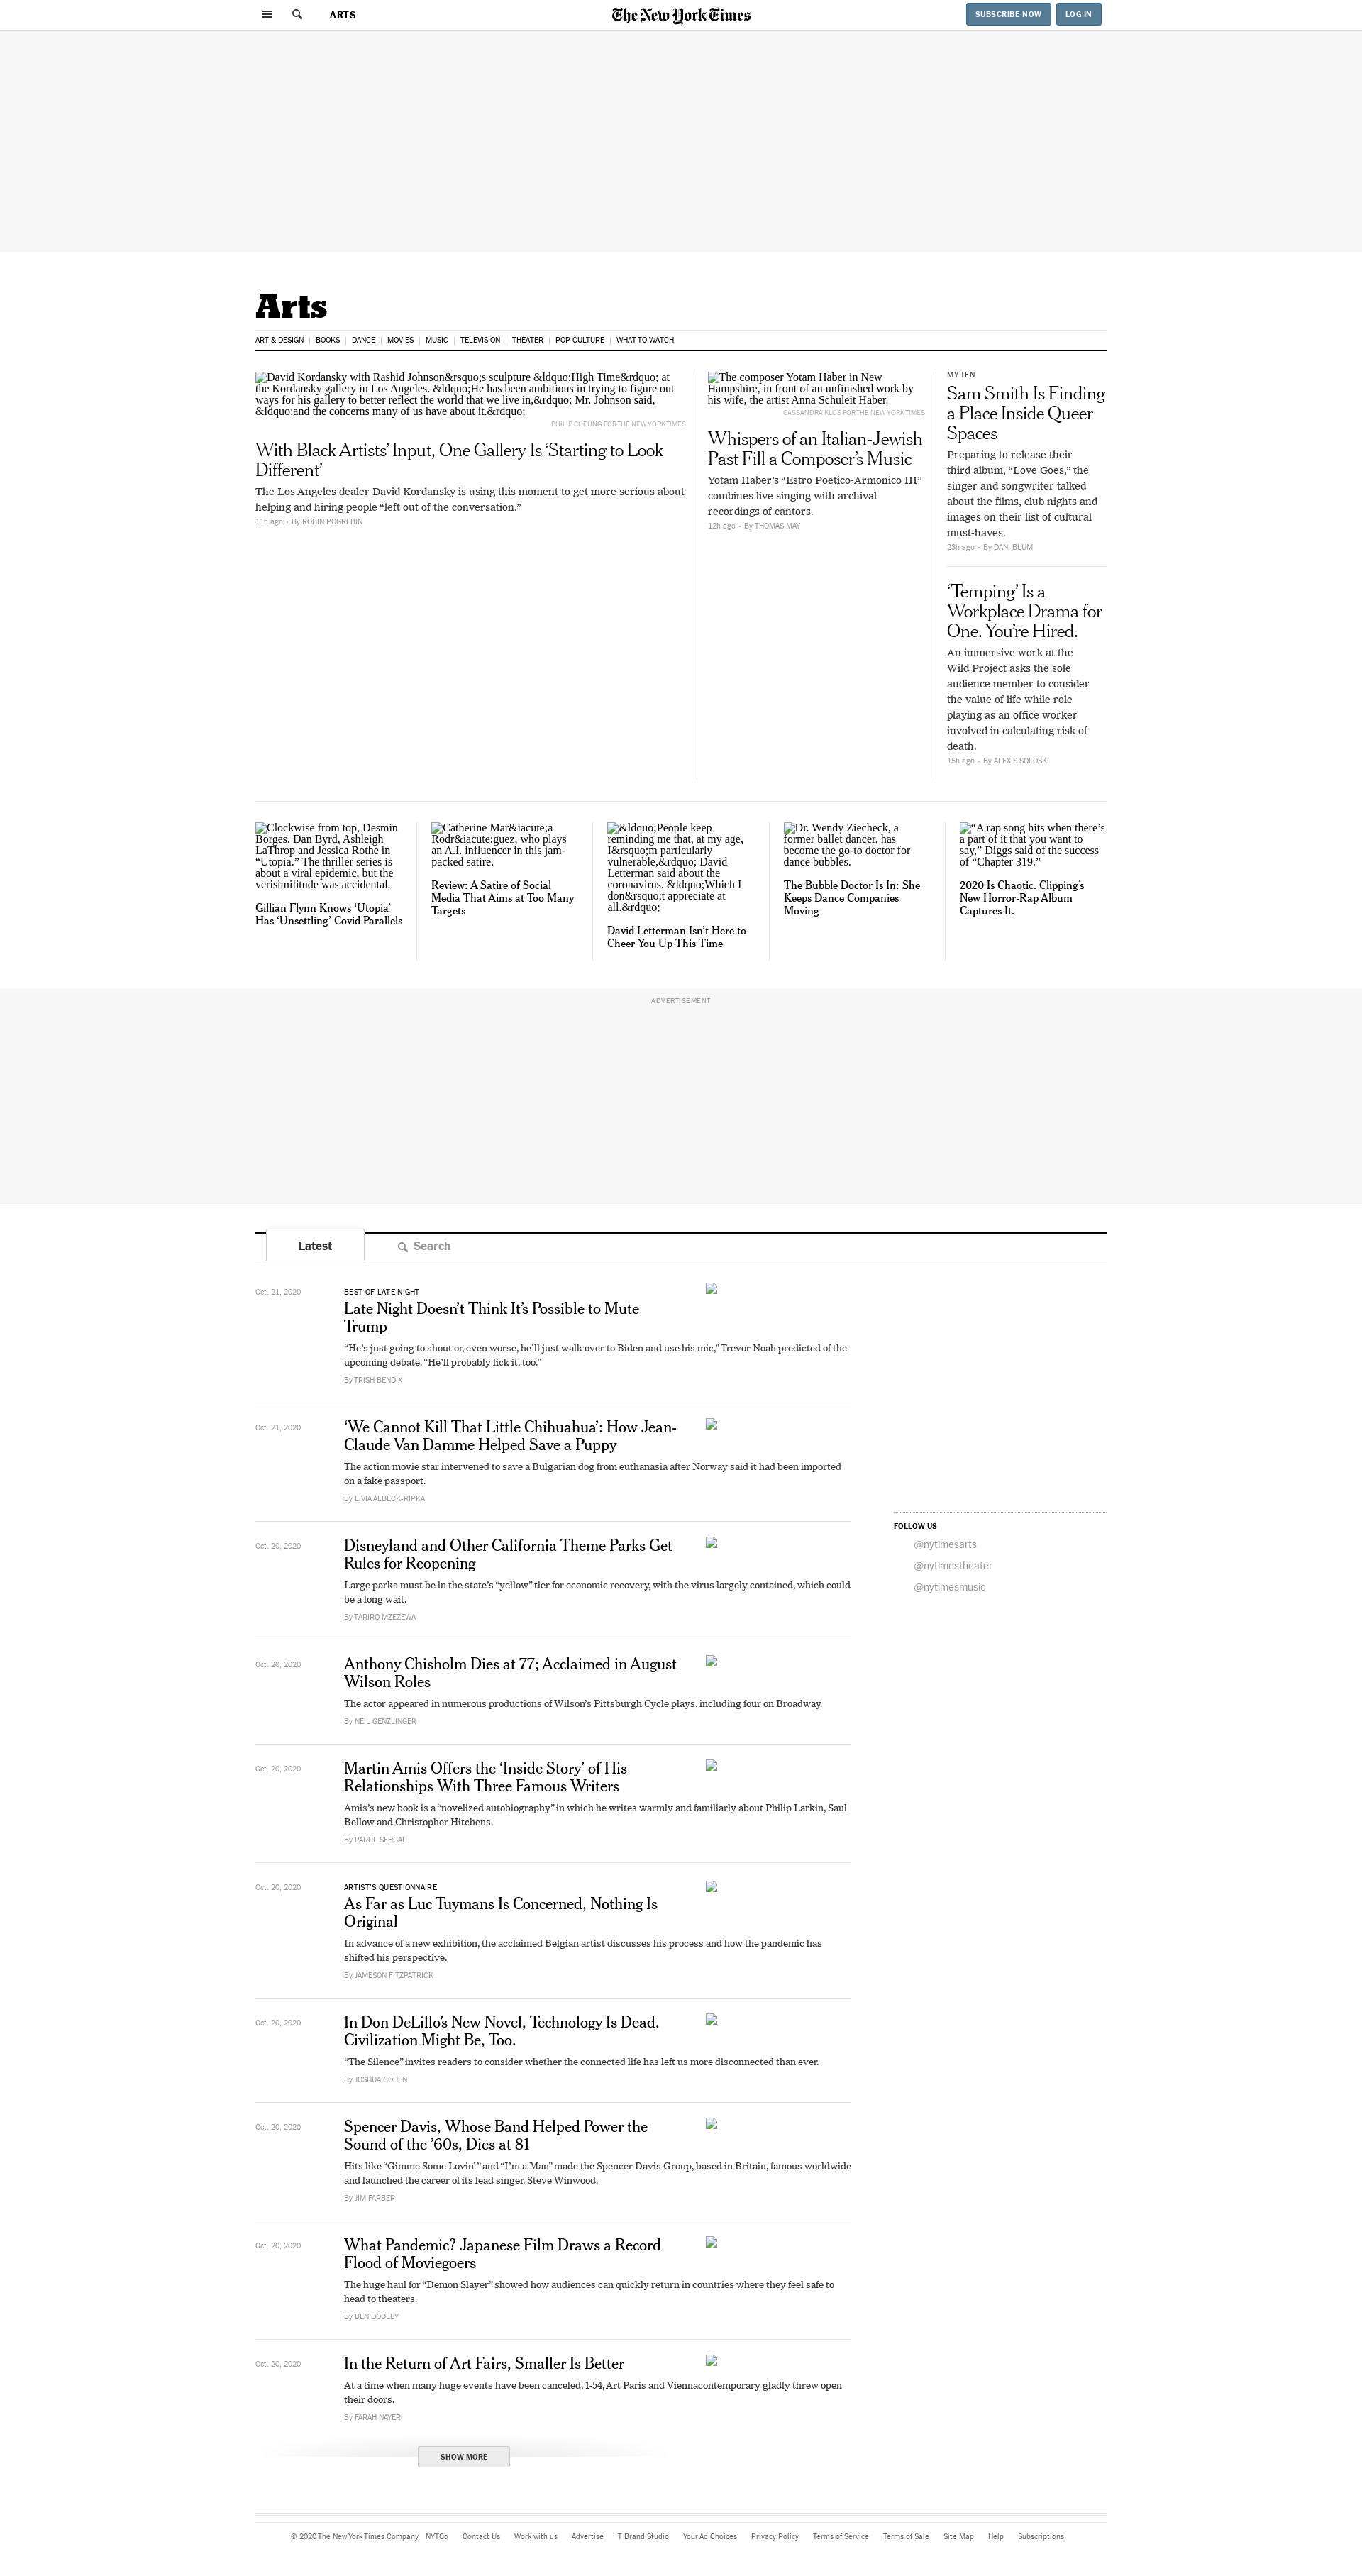 ARTS
The New York Times
SUBSCRIBE NOW
LOG IN
Arts
ART & DESIGN
BOOKS
DANCE
MOVIES
MUSIC
TELEVISION
THEATER
POP CULTURE
WHAT TO WATCH
David Kordansky with Rashid Johnson&rsquo;s sculpture &ldquo;High Time&rdquo; at
the Kordansky gallery in Los Angeles. &ldquo;He has been ambitious in trying to figure out
ways for his gallery to better reflect the world that we live in,&rdquo; Mr. Johnson said,
&ldquo;and the concerns many of us have about it.&rdquo;
PHILIP CHEUNG FOR THE NEW YORK TIMES
With Black Artists’ Input, One Gallery Is ‘Starting to Look
Different’
The Los Angeles dealer David Kordansky is using this moment to get more serious about
helping and hiring people “left out of the conversation.”
11h ago • By ROBIN POGREBIN
The composer Yotam Haber in New
Hampshire, in front of an unfinished work by
his wife, the artist Anna Schuleit Haber.
CASSANDRA KLOS FOR THE NEW YORK TIMES
Whispers of an Italian-Jewish
Past Fill a Composer’s Music
Yotam Haber’s “Estro Poetico-Armonico III”
combines live singing with archival
recordings of cantors.
12h ago • By THOMAS MAY
MY TEN
Sam Smith Is Finding
a Place Inside Queer
Spaces
Preparing to release their
third album, “Love Goes,” the
singer and songwriter talked
about the films, club nights and
images on their list of cultural
must-haves.
23h ago • By DANI BLUM
‘Temping’ Is a
Workplace Drama for
One. You’re Hired.
An immersive work at the
Wild Project asks the sole
audience member to consider
the value of life while role
playing as an office worker
involved in calculating risk of
death.
15h ago • By ALEXIS SOLOSKI
Clockwise from top, Desmin
Borges, Dan Byrd, Ashleigh
LaThrop and Jessica Rothe in
“Utopia.” The thriller series is
about a viral epidemic, but the
verisimilitude was accidental.
Gillian Flynn Knows ‘Utopia’
Has ‘Unsettling’ Covid Parallels
Catherine Mar&iacute;a
Rodr&iacute;guez, who plays
an A.I. influencer in this jam-
packed satire.
Review: A Satire of Social
Media That Aims at Too Many
Targets
&ldquo;People keep
reminding me that, at my age,
I&rsquo;m particularly
vulnerable,&rdquo; David
Letterman said about the
coronavirus. &ldquo;Which I
don&rsquo;t appreciate at
all.&rdquo;
David Letterman Isn’t Here to
Cheer You Up This Time
Dr. Wendy Ziecheck, a
former ballet dancer, has
become the go-to doctor for
dance bubbles.
The Bubble Doctor Is In: She
Keeps Dance Companies
Moving
“A rap song hits when there’s
a part of it that you want to
say,” Diggs said of the success
of “Chapter 319.”
2020 Is Chaotic. Clipping’s
New Horror-Rap Album
Captures It.
ADVERTISEMENT
Latest
Search
Oct. 21, 2020
BEST OF LATE NIGHT
Late Night Doesn’t Think It’s Possible to Mute
Trump
“He’s just going to shout or, even worse, he’ll just walk over to Biden and use his mic,” Trevor Noah predicted of the
upcoming debate. “He’ll probably lick it, too.”
By TRISH BENDIX
Oct. 21, 2020
‘We Cannot Kill That Little Chihuahua’: How Jean-
Claude Van Damme Helped Save a Puppy
The action movie star intervened to save a Bulgarian dog from euthanasia after Norway said it had been imported
on a fake passport.
By LIVIA ALBECK-RIPKA
Oct. 20, 2020
Disneyland and Other California Theme Parks Get
Rules for Reopening
Large parks must be in the state’s “yellow” tier for economic recovery, with the virus largely contained, which could
be a long wait.
By TARIRO MZEZEWA
Oct. 20, 2020
Anthony Chisholm Dies at 77; Acclaimed in August
Wilson Roles
The actor appeared in numerous productions of Wilson’s Pittsburgh Cycle plays, including four on Broadway.
By NEIL GENZLINGER
Oct. 20, 2020
Martin Amis Offers the ‘Inside Story’ of His
Relationships With Three Famous Writers
Amis’s new book is a “novelized autobiography” in which he writes warmly and familiarly about Philip Larkin, Saul
Bellow and Christopher Hitchens.
By PARUL SEHGAL
Oct. 20, 2020
ARTIST’S QUESTIONNAIRE
As Far as Luc Tuymans Is Concerned, Nothing Is
Original
In advance of a new exhibition, the acclaimed Belgian artist discusses his process and how the pandemic has
shifted his perspective.
By JAMESON FITZPATRICK
Oct. 20, 2020
In Don DeLillo’s New Novel, Technology Is Dead.
Civilization Might Be, Too.
“The Silence” invites readers to consider whether the connected life has left us more disconnected than ever.
By JOSHUA COHEN
Oct. 20, 2020
Spencer Davis, Whose Band Helped Power the
Sound of the ’60s, Dies at 81
Hits like “Gimme Some Lovin’ ” and “I’m a Man” made the Spencer Davis Group, based in Britain, famous worldwide
and launched the career of its lead singer, Steve Winwood.
By JIM FARBER
Oct. 20, 2020
What Pandemic? Japanese Film Draws a Record
Flood of Moviegoers
The huge haul for “Demon Slayer” showed how audiences can quickly return in countries where they feel safe to
head to theaters.
By BEN DOOLEY
Oct. 20, 2020
In the Return of Art Fairs, Smaller Is Better
At a time when many huge events have been canceled, 1-54, Art Paris and Viennacontemporary gladly threw open
their doors.
By FARAH NAYERI
SHOW MORE
FOLLOW US
@nytimesarts
@nytimestheater
@nytimesmusic
© 2020 The New York Times Company
NYTCo
Contact Us
Work with us
Advertise
T Brand Studio
Your Ad Choices
Privacy Policy
Terms of Service
Terms of Sale
Site Map
Help
Subscriptions